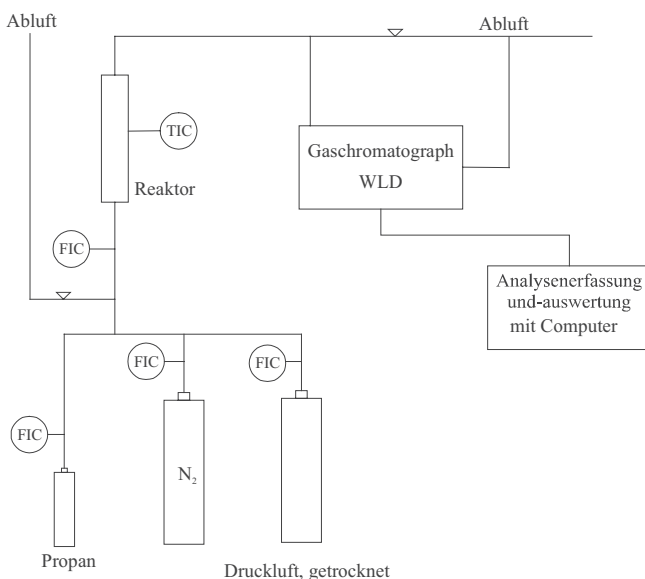 Abluft
Abluft
TIC
Gaschromatograph
WLD
Reaktor
FIC
Analysenerfassung
und-auswertung
mit Computer
FIC
FIC
FIC
N₂
Propan
Druckluft, getrocknet